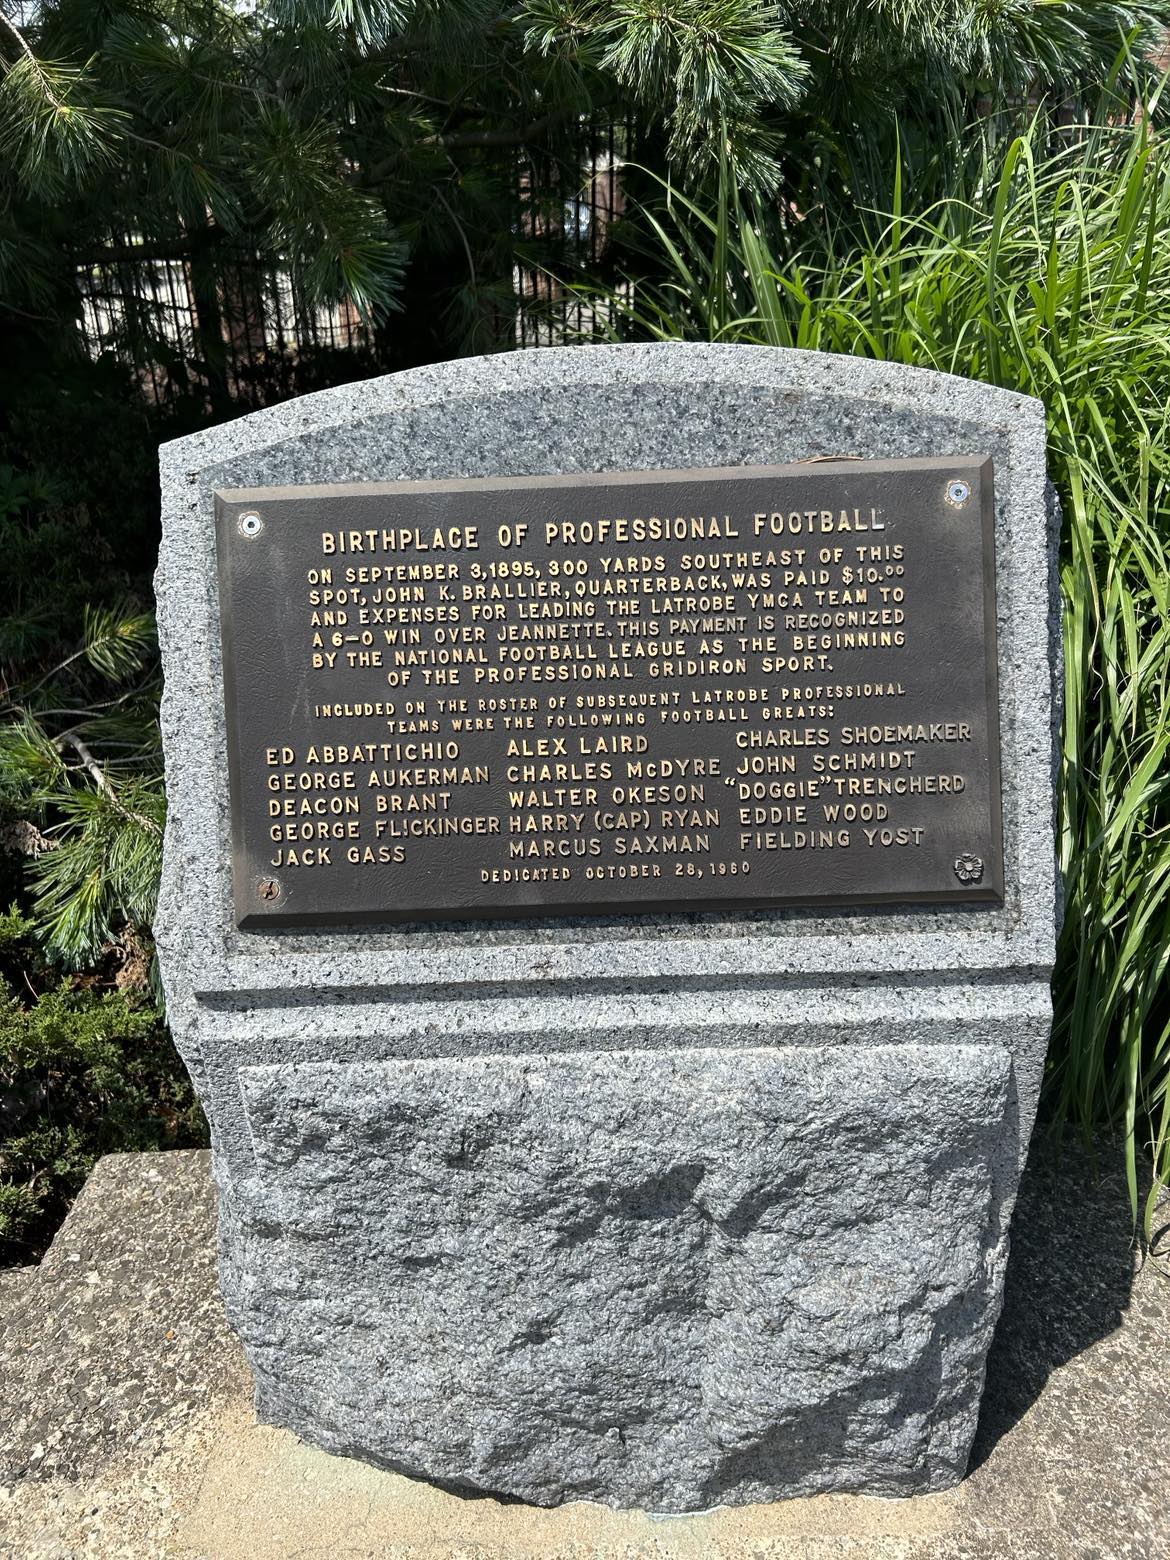 BIRTHPLACE OF PROFESSIONAL FOOTBALL
ON SEPTEMBER 3, 1895, 300 YARDS SOUTHEAST OF THIS
SPOT, JOHN K. BRALLIER, QUARTERBACK, WAS PAID $10.00
AND EXPENSES FOR LEADING THE LATROBE YMCA TEAM TO
A 6-0 WIN OVER JEANNETTE. THIS PAYMENT IS RECOGNIZED
BY THE NATIONAL FOOTBALL LEAGUE AS THE BEGINNING
OF THE PROFESSIONAL GRIDIRON SPORT.
INCLUDED ON THE ROSTER OF SUBSEQUENT LATROBE PROFESSIONAL
TEAMS WERE THE FOLLOWING FOOTBALL GREATS:
ED ABBATTICHIO
GEORGE AUKERMAN
DEACON BRANT
GEORGE FLICKINGER
JACK GASS
ALEX LAIRD
CHARLES McDYRE
WALTER OKESON
HARRY (CAP) RYAN
MARCUS SAXMAN
CHARLES SHOEMAKER
JOHN SCHMIDT
"DOGGIE" TRENCHERD
EDDIE WOOD
FIELDING YOST
DEDICATED OCTOBER 28, 1960